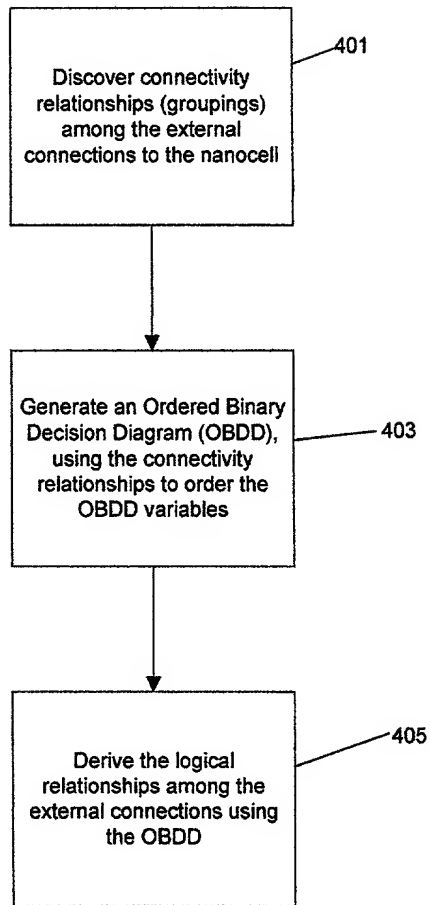 401
Discover connectivity
relationships (groupings)
among the external
connections to the nanocell
Generate an Ordered Binary
Decision Diagram (OBDD),
using the connectivity
relationships to order the
OBDD variables
403
Derive the logical
relationships among the
external connections using
the OBDD
405